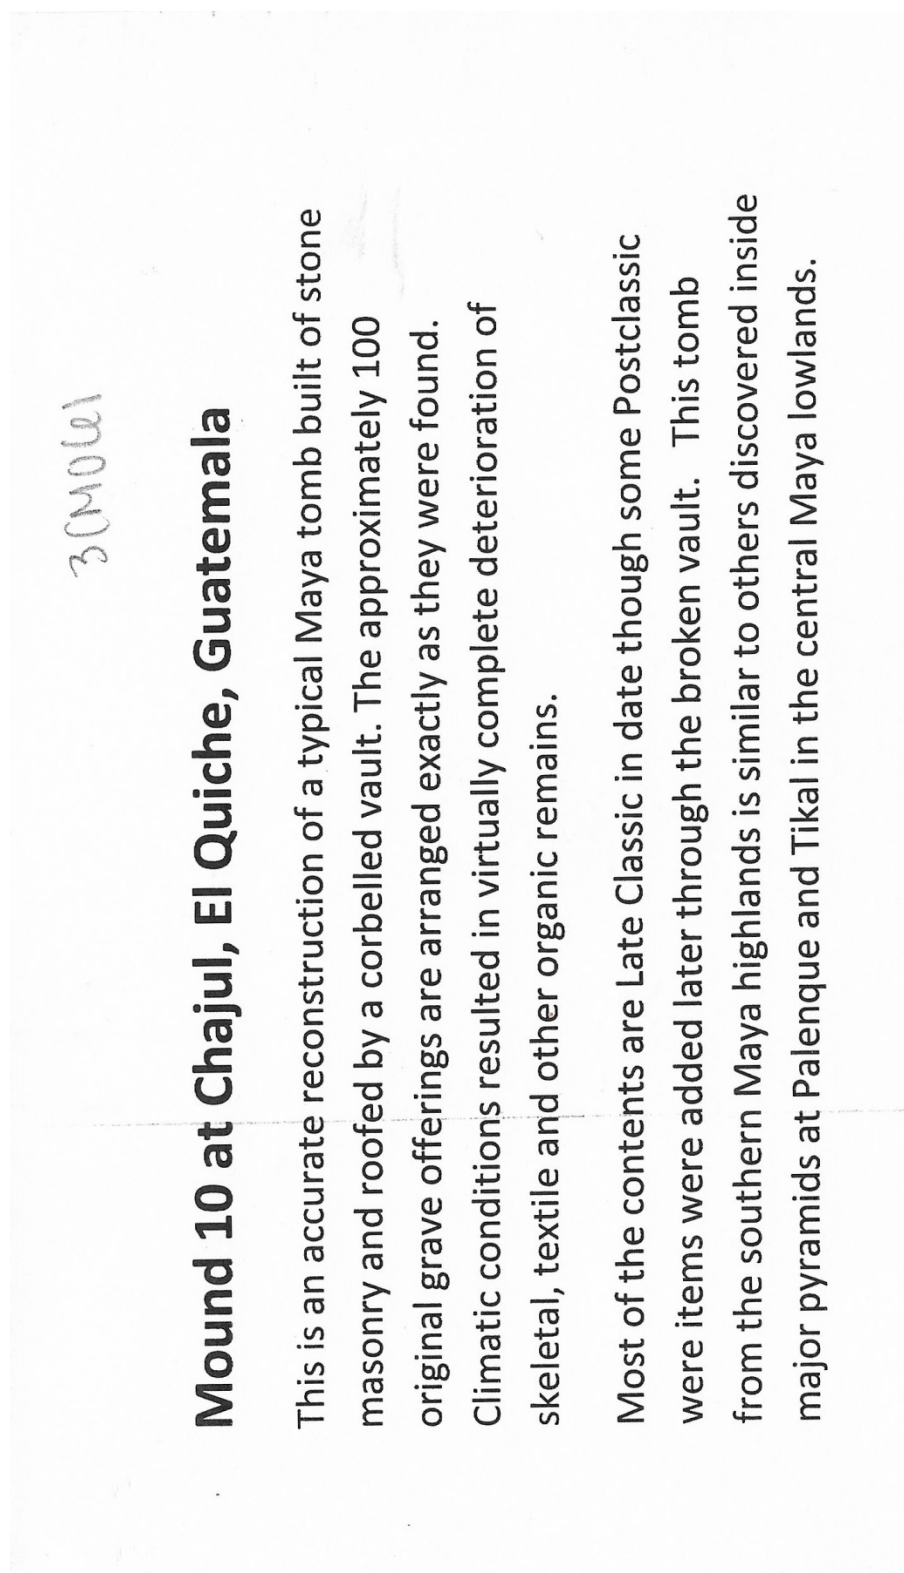 Mound 10 at Chajul, El Quiche, Guatemala
This is an accurate reconstruction of a typical Maya tomb built of stone
masonry and roofed by a corbelled vault. The approximately 100
original grave offerings are arranged exactly as they were found.
Climatic conditions resulted in virtually complete deterioration of
skeletal, textile and other organic remains.
Most of the contents are Late Classic in date though some Postclassic
were items were added later through the broken vault. This tomb
from the southern Maya highlands is similar to others discovered inside
major pyramids at Palenque and Tikal in the central Maya lowlands.